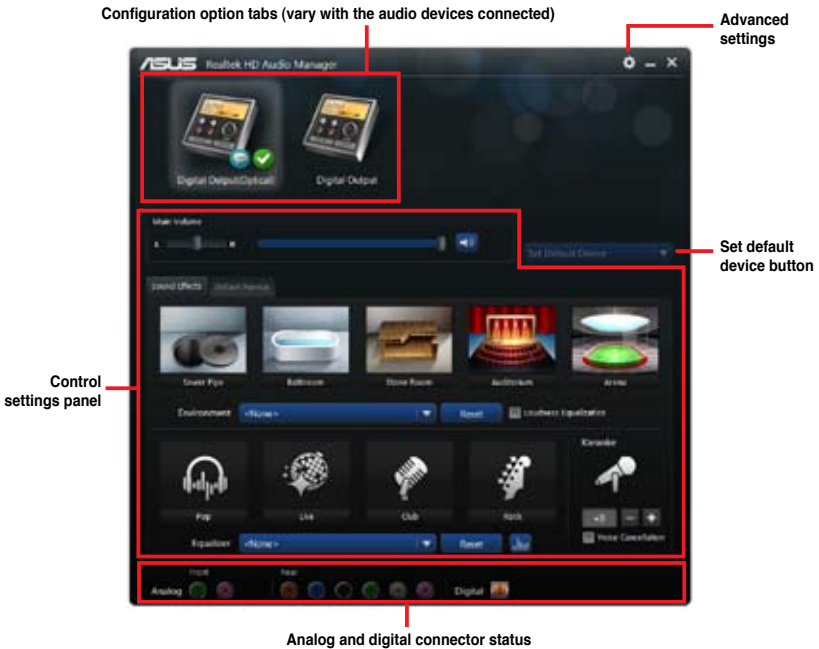 Configuration option tabs (vary with the audio devices connected)
Advanced
settings
ASUS Realtek HD Audio Manager
Digital Output(Optical)
Digital Output
Main Volume
L R
Set Default Device
Set default
device button
Sound Effects Default Format
Control
settings panel
Sewer Pipe
Bathroom
Stone Room
Auditorium
Arena
Environment <None> Reset Loudness Equalization
Karaoke
Pop
Live
Club
Rock
+0
Equalizer <None> Reset
Voice Cancellation
Front
Rear
Analog
Digital
Analog and digital connector status